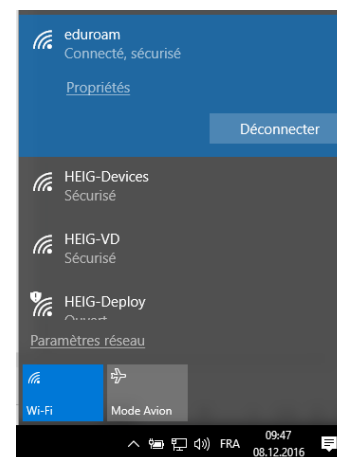 eduroam
Connecté, sécurisé
Propriétés
Déconnecter
HEIG-Devices
Sécurisé
HEIG-VD
Sécurisé
HEIG-Deploy
Ouvert
Paramètres réseau
Wi-Fi
Mode Avion
FRA
09:47
08.12.2016